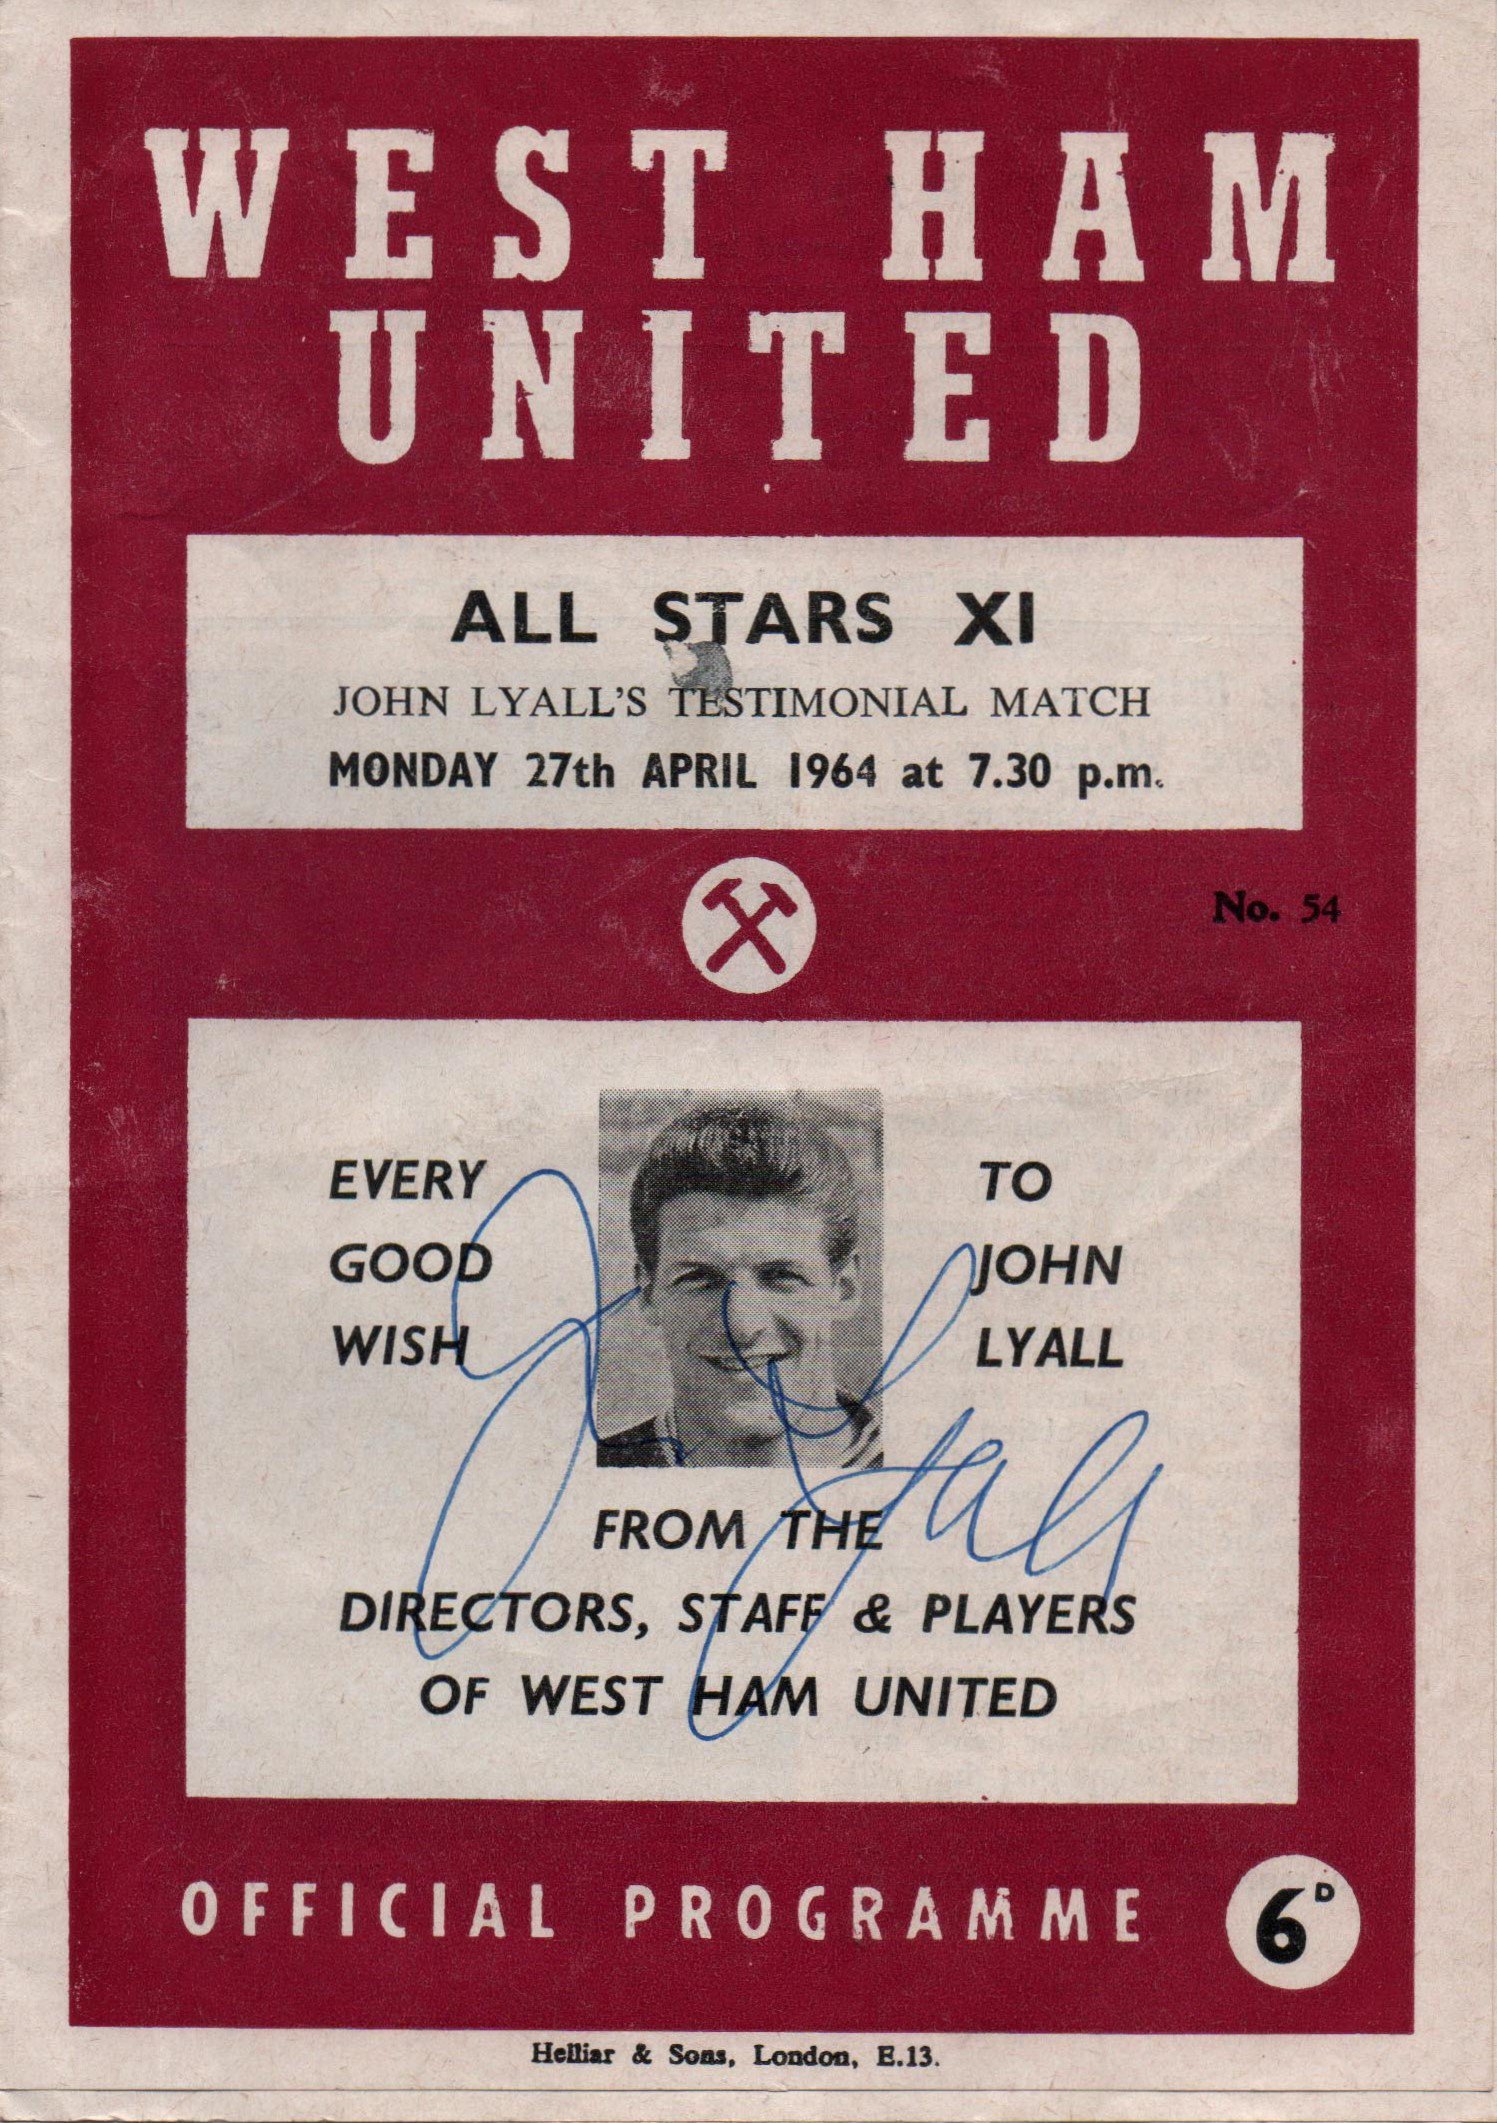 WEST HAM
UNITED
ALL STARS XI
JOHN LYALL'S TESTIMONIAL MATCH
MONDAY 27th APRIL 1964 at 7.30 p.m.
No. 54
EVERY
GOOD
WISH
TO
JOHN
LYALL
FROM THE
DIRECTORS, STAFF & PLAYERS
OF WEST HAM UNITED
OFFICIAL PROGRAMME
6D
Helliar & Sons, London, E.13.